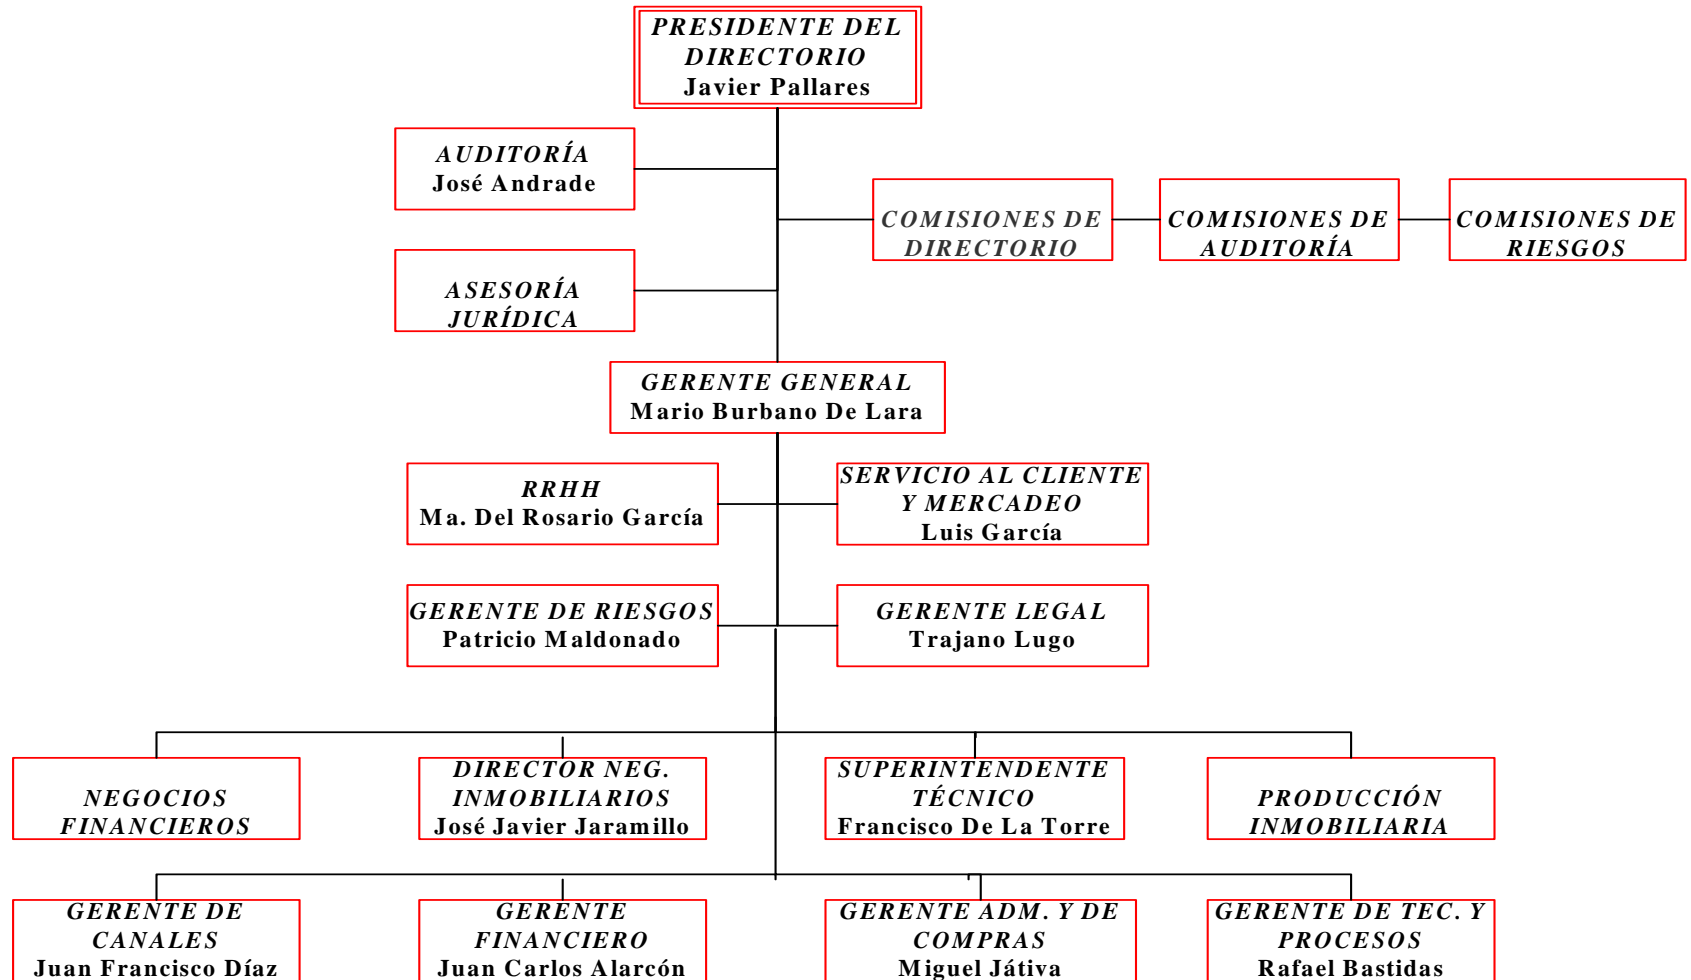 PRESIDENTE DEL
DIRECTORIO
Javier Pallares
AUDITORÍA
José Andrade
COMISIONES DE
DIRECTORIO
COMISIONES DE
AUDITORÍA
COMISIONES DE
RIESGOS
ASESORÍA
JURÍDICA
GERENTE GENERAL
Mario Burbano De Lara
RRHH
Ma. Del Rosario García
SERVICIO AL CLIENTE
Y MERCADEO
Luis García
GERENTE DE RIESGOS
Patricio Maldonado
GERENTE LEGAL
Trajano Lugo
NEGOCIOS
FINANCIEROS
DIRECTOR NEG.
INMOBILIARIOS
José Javier Jaramillo
SUPERINTENDENTE
TÉCNICO
Francisco De La Torre
PRODUCCIÓN
INMOBILIARIA
GERENTE DE
CANALES
Juan Francisco Díaz
GERENTE
FINANCIERO
Juan Carlos Alarcón
GERENTE ADM. Y DE
COMPRAS
Miguel Játiva
GERENTE DE TEC. Y
PROCESOS
Rafael Bastidas